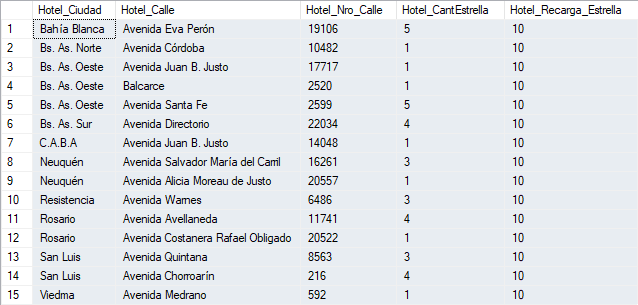 Hotel_Ciudad Hotel_Calle Hotel_Nro_Calle Hotel_CantEstrella Hotel_Recarga_Estrella
1 Bahía Blanca Avenida Eva Perón 19106 5 10
2 Bs. As. Norte Avenida Córdoba 10482 1 10
3 Bs. As. Oeste Avenida Juan B. Justo 17717 1 10
4 Bs. As. Oeste Balcarce 2520 1 10
5 Bs. As. Oeste Avenida Santa Fe 2599 5 10
6 Bs. As. Sur Avenida Directorio 22034 4 10
7 C.A.B.A Avenida Juan B. Justo 14048 1 10
8 Neuquén Avenida Salvador María del Carril 16261 3 10
9 Neuquén Avenida Alicia Moreau de Justo 20557 1 10
10 Resistencia Avenida Warnes 6486 3 10
11 Rosario Avenida Avellaneda 11741 4 10
12 Rosario Avenida Costanera Rafael Obligado 20522 1 10
13 San Luis Avenida Quintana 8563 3 10
14 San Luis Avenida Chorroarín 216 4 10
15 Viedma Avenida Medrano 592 1 10